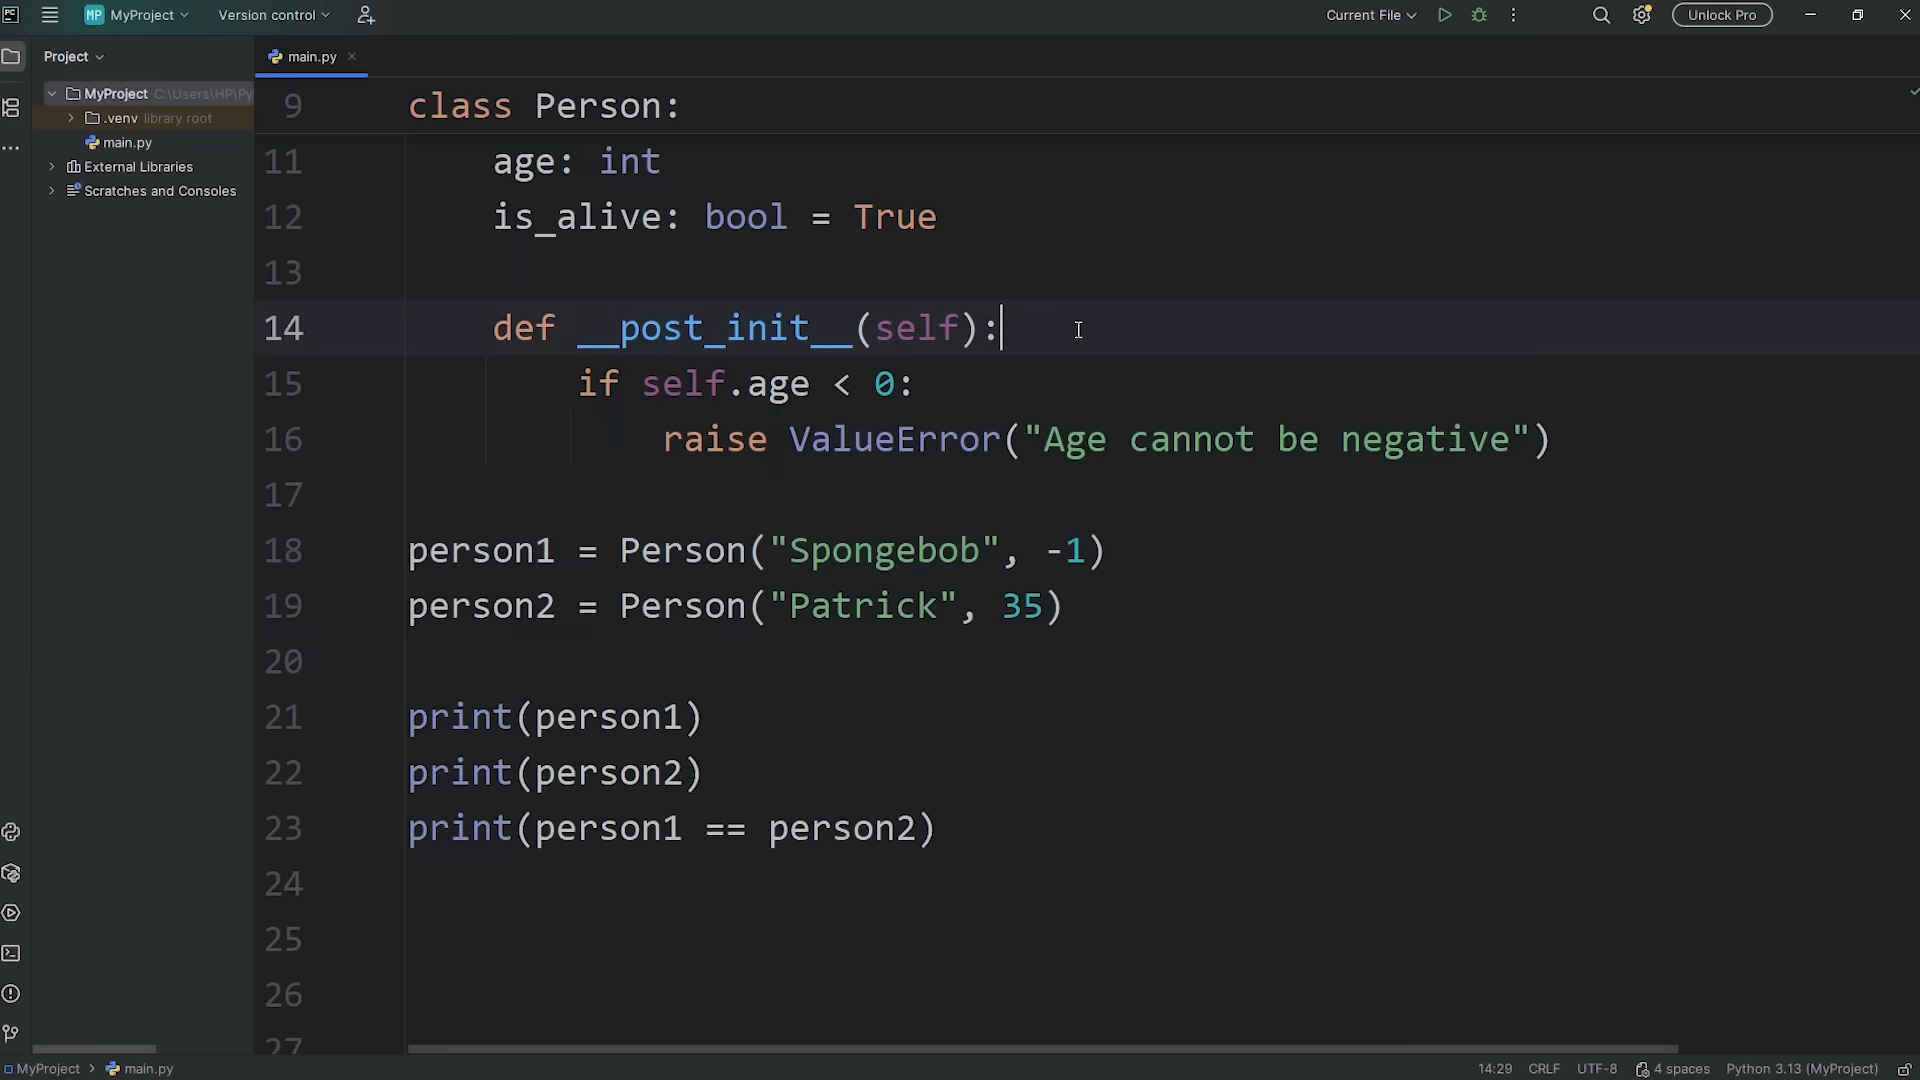 PC MP MyProject Version control Current File Unlock Pro
Project main.py
MyProject C:\Users\HP\Py
.venv library root
main.py
External Libraries
Scratches and Consoles
9 class Person:
11 age: int
12 is_alive: bool = True
13
14 def __post_init__(self):
15 if self.age < 0:
16 raise ValueError("Age cannot be negative")
17
18 person1 = Person("Spongebob", -1)
19 person2 = Person("Patrick", 35)
20
21 print(person1)
22 print(person2)
23 print(person1 == person2)
24
25
26
27
MyProject main.py 14:29 CRLF UTF-8 4 spaces Python 3.13 (MyProject)